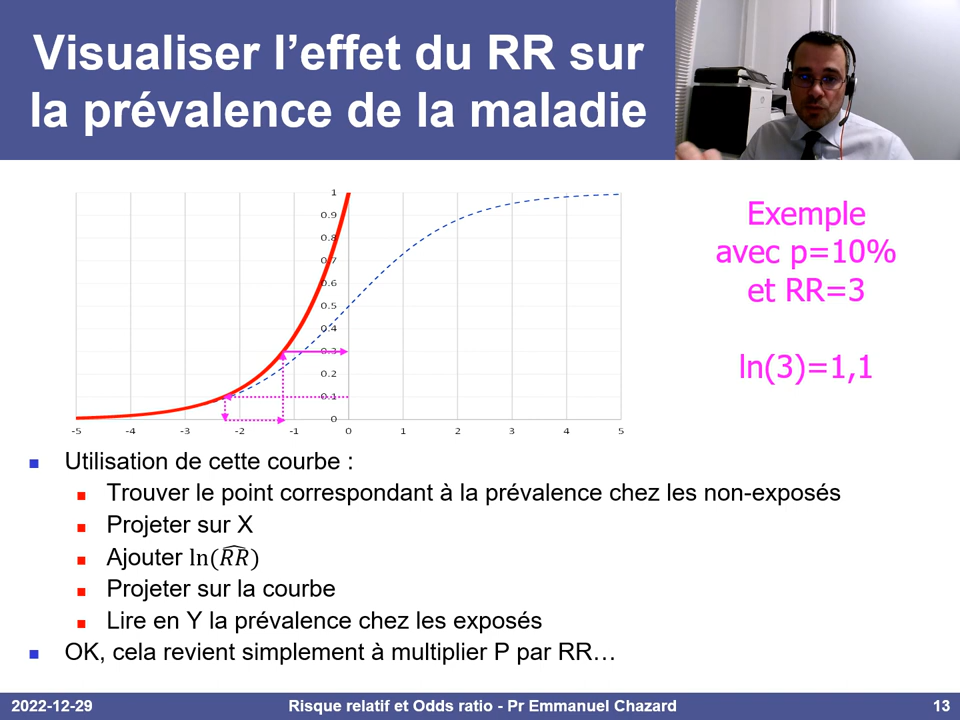 Visualiser l'effet du RR sur
la prévalence de la maladie
1
0.9
0.8
0.7
0.6
0.5
0.4
0.3
0.2
0.1
0
-5 -4 -3 -2 -1 0 1 2 3 4 5
Exemple
avec p=10%
et RR=3
ln(3)=1,1
Utilisation de cette courbe :
Trouver le point correspondant à la prévalence chez les non-exposés
Projeter sur X
Ajouter ln(R̂R̂)
Projeter sur la courbe
Lire en Y la prévalence chez les exposés
OK, cela revient simplement à multiplier P par RR…
2022-12-29 Risque relatif et Odds ratio - Pr Emmanuel Chazard 13